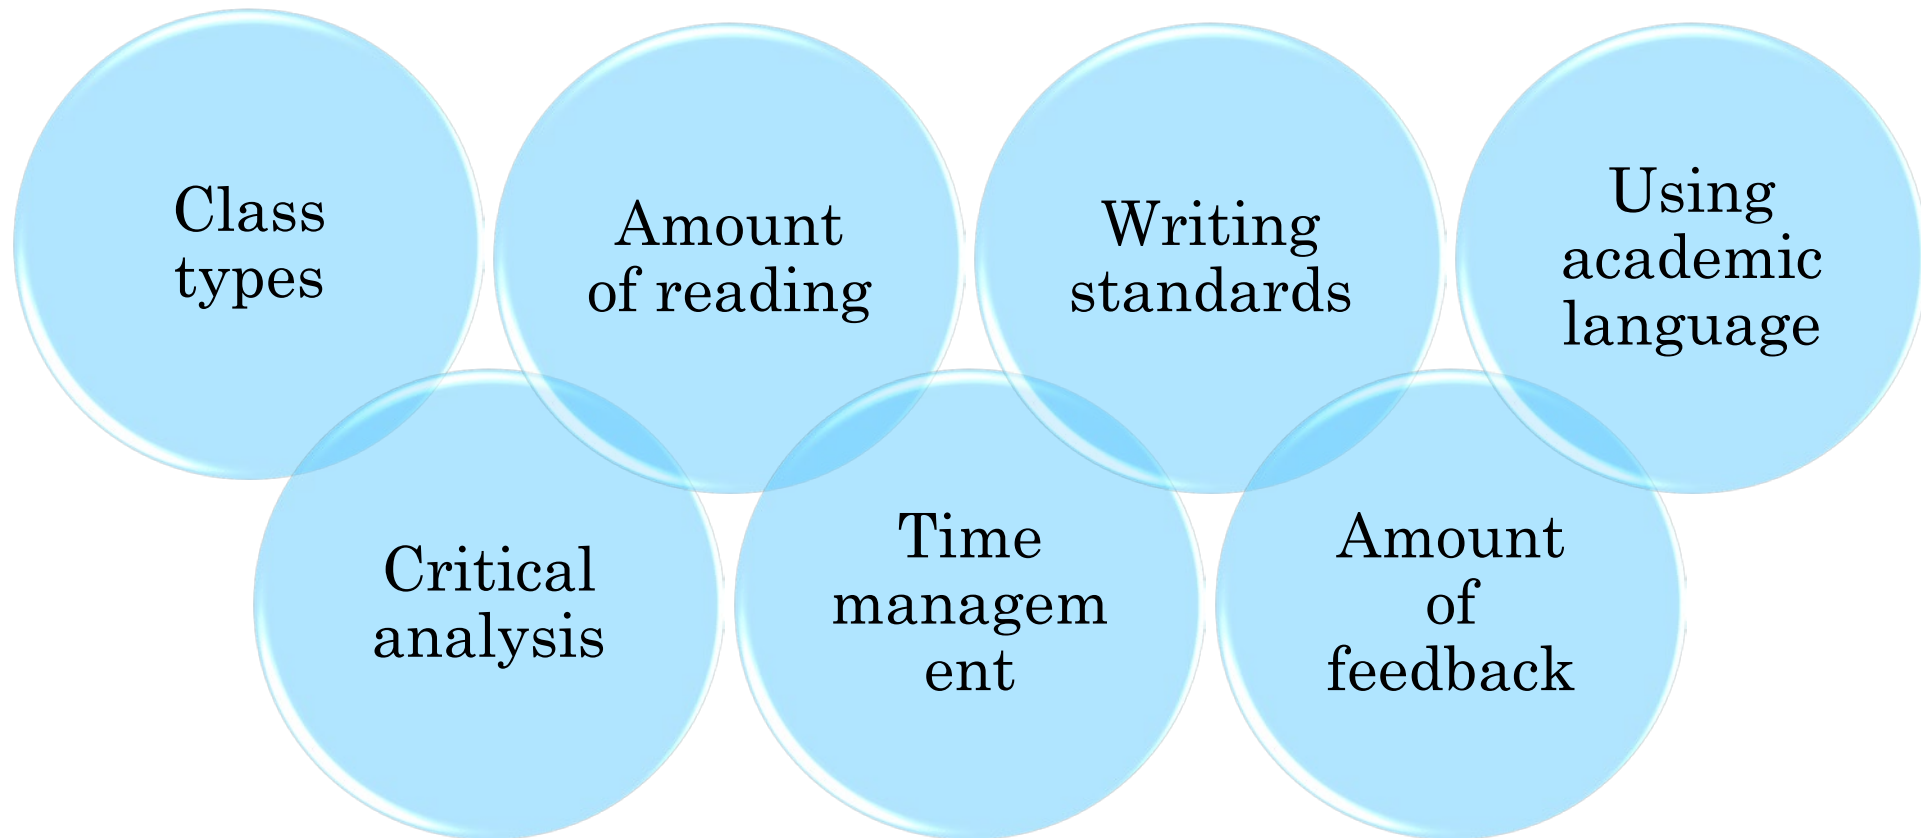 Class
types
Amount
of reading
Writing
standards
Using
academic
language
Critical
analysis
Time
managem
ent
Amount
of
feedback